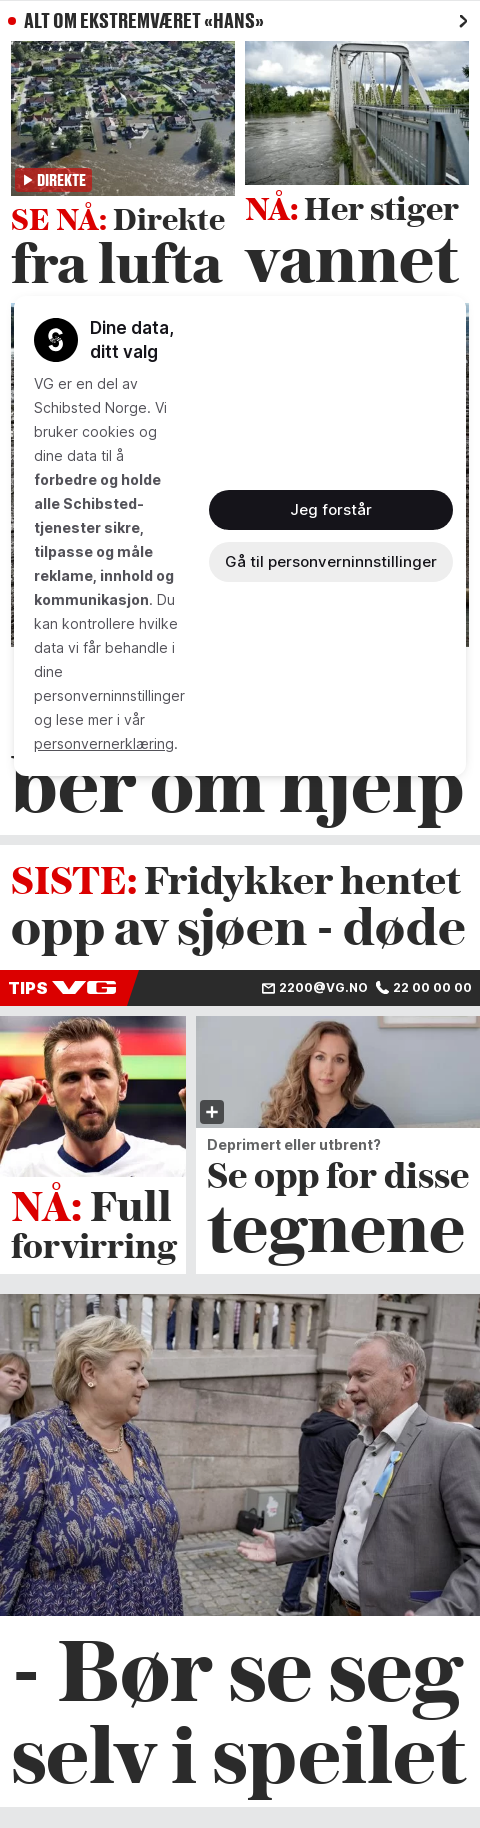 ALT OM EKSTREMVÆRET «HANS»
DIREKTE
SE NÅ: Direkte
fra lufta
NÅ: Her stiger
vannet
Dine data,
ditt valg
VG er en del av
Schibsted Norge. Vi
bruker cookies og
dine data til å
forbedre og holde
alle Schibsted-
tjenester sikre,
tilpasse og måle
reklame, innhold og
kommunikasjon. Du
kan kontrollere hvilke
data vi får behandle i
dine
personverninnstillinger
og lese mer i vår
personvernerklæring.
Jeg forstår
Gå til personverninnstillinger
ber om hjelp
SISTE: Fridykker hentet
opp av sjøen - døde
TIPS VG
2200@VG.NO 22 00 00 00
NÅ: Full
forvirring
Deprimert eller utbrent?
Se opp for disse
tegnene
- Bør se seg
selv i speilet